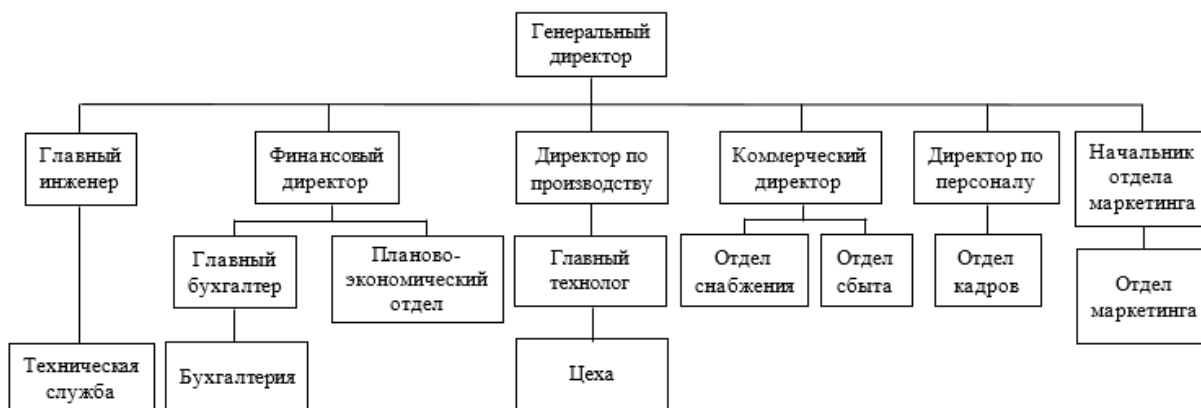 Генеральный
директор
Главный
инженер
Финансовый
директор
Директор по
производству
Коммерческий
директор
Директор по
персоналу
Начальник
отдела
маркетинга
Главный
бухгалтер
Планово-
экономический
отдел
Главный
технолог
Отдел
снабжения
Отдел
сбыта
Отдел
кадров
Отдел
маркетинга
Техническая
служба
Бухгалтерия
Цеха